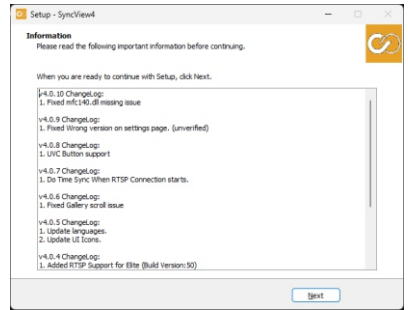 Setup - SyncView4
Information
Please read the following important information before continuing.
When you are ready to continue with Setup, click Next.
v4.0.10 ChangeLog:
1. Fixed mfc140.dll missing issue
v4.0.9 ChangeLog:
1. Fixed Wrong version on settings page. (unverified)
v4.0.8 ChangeLog:
1. UVC Button support
v4.0.7 ChangeLog:
1. Do Time Sync When RTSP Connection starts.
v4.0.6 ChangeLog:
1. Fixed Gallery scroll issue
v4.0.5 ChangeLog:
1. Update languages.
2. Update UI Icons.
v4.0.4 ChangeLog:
1. Added RTSP Support for Elite (Build Version:50)
Next